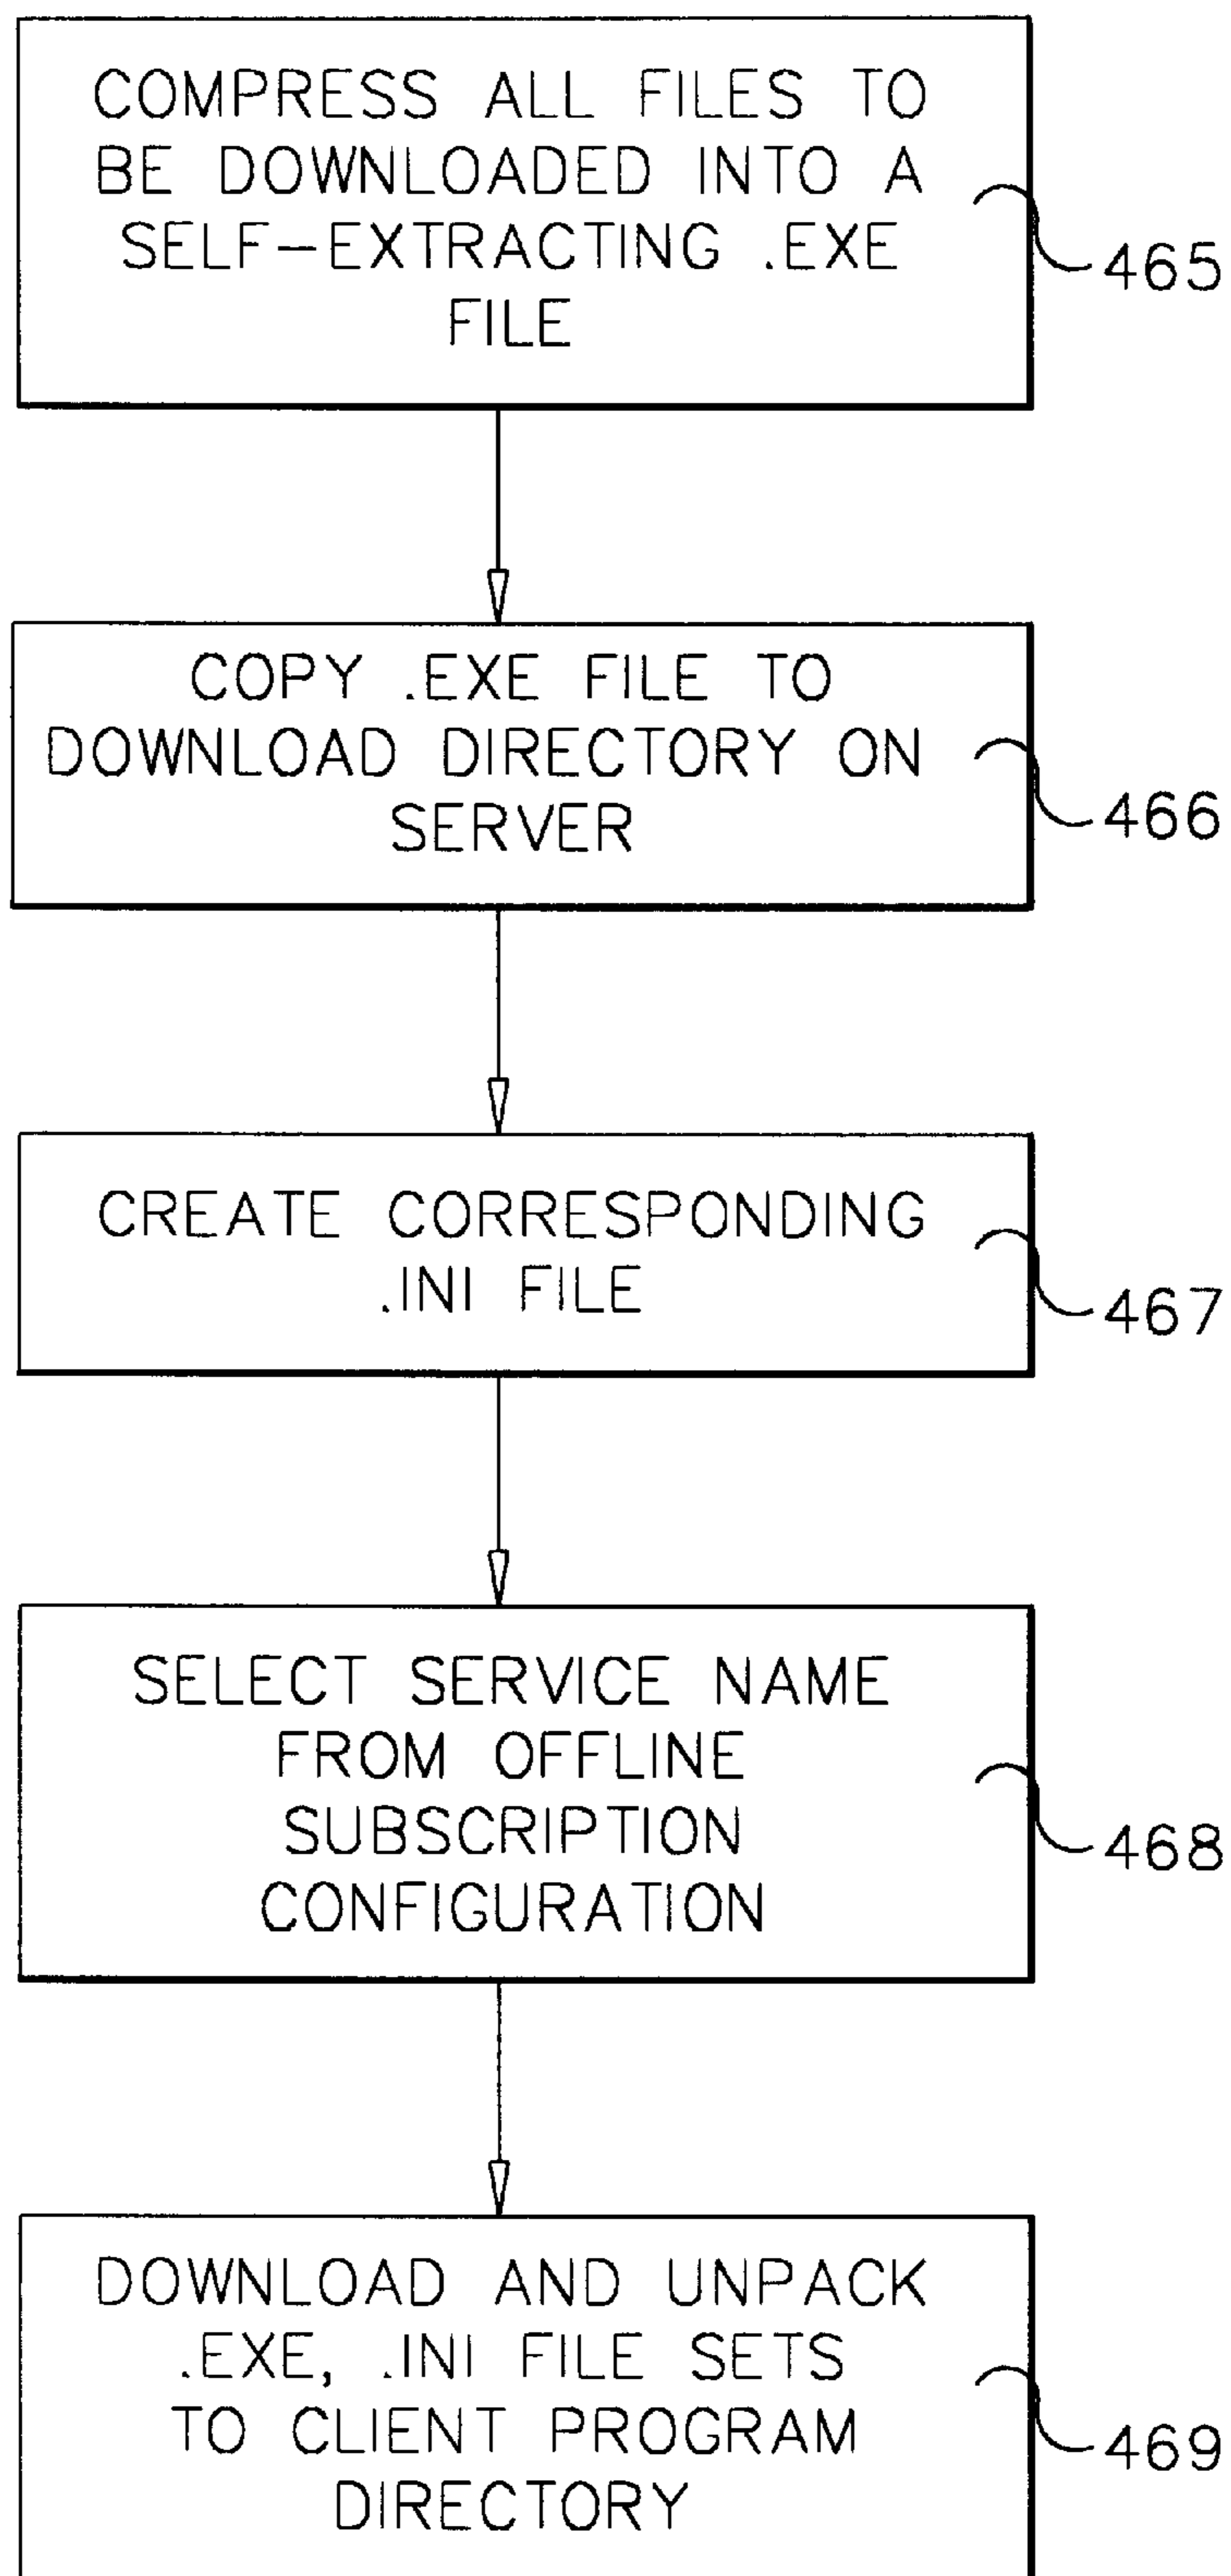 COMPRESS ALL FILES TO
BE DOWNLOADED INTO A
SELF-EXTRACTING .EXE
FILE
465
COPY .EXE FILE TO
DOWNLOAD DIRECTORY ON
SERVER
466
CREATE CORRESPONDING
.INI FILE
467
SELECT SERVICE NAME
FROM OFFLINE
SUBSCRIPTION
CONFIGURATION
468
DOWNLOAD AND UNPACK
.EXE, .INI FILE SETS
TO CLIENT PROGRAM
DIRECTORY
469